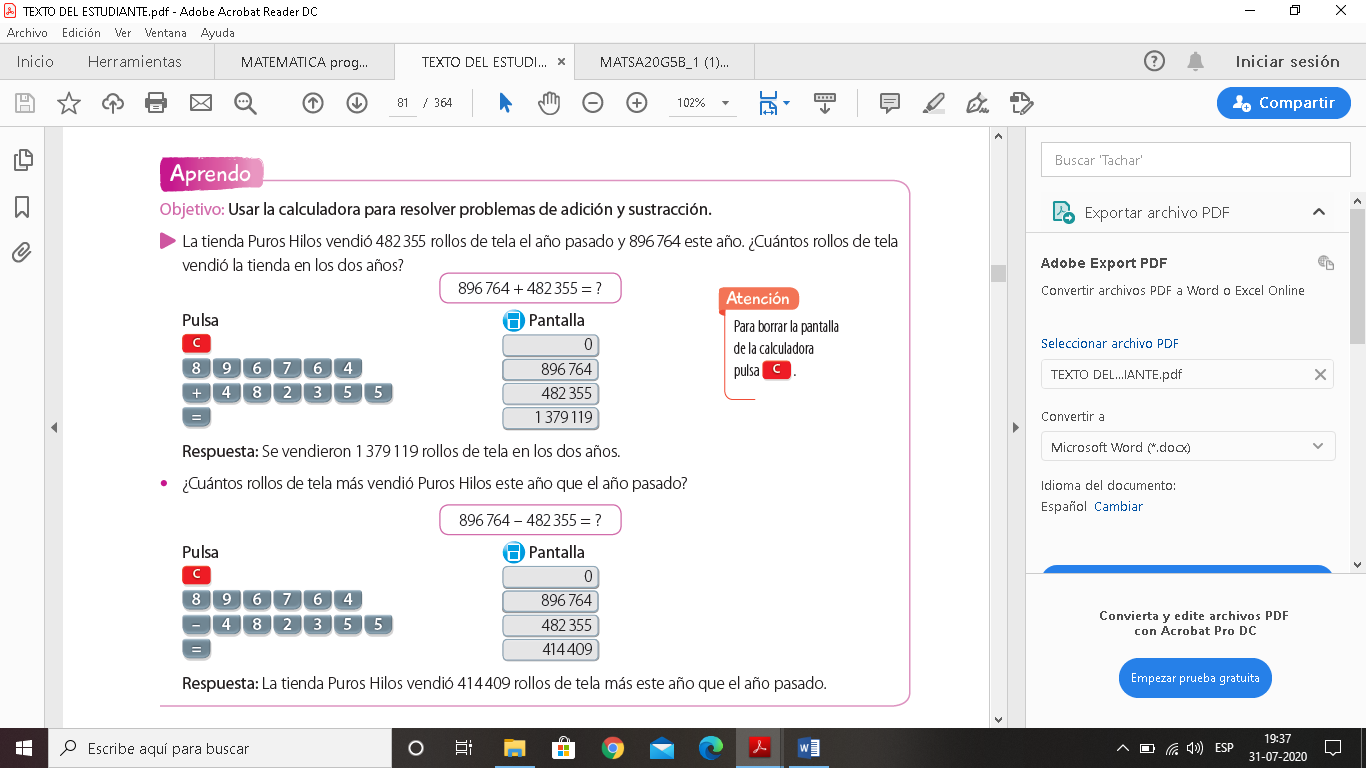 TEXTO DEL ESTUDIANTE.pdf - Adobe Acrobat Reader DC
Archivo Edición Ver Ventana Ayuda
Inicio Herramientas MATEMATICA prog... TEXTO DEL ESTUDI... × MATSA20G5B_1 (1)... Iniciar sesión
81 / 364 102% Compartir
Aprendo
Objetivo: Usar la calculadora para resolver problemas de adición y sustracción.
La tienda Puros Hilos vendió 482 355 rollos de tela el año pasado y 896 764 este año. ¿Cuántos rollos de tela
vendió la tienda en los dos años?
896 764 + 482 355 = ?
Pulsa Pantalla
C 0
8 9 6 7 6 4 896 764
+ 4 8 2 3 5 5 482 355
= 1 379 119
Atención
Para borrar la pantalla
de la calculadora
pulsa C .
Respuesta: Se vendieron 1 379 119 rollos de tela en los dos años.
• ¿Cuántos rollos de tela más vendió Puros Hilos este año que el año pasado?
896 764 – 482 355 = ?
Pulsa Pantalla
C 0
8 9 6 7 6 4 896 764
– 4 8 2 3 5 5 482 355
= 414 409
Respuesta: La tienda Puros Hilos vendió 414 409 rollos de tela más este año que el año pasado.
Buscar 'Tachar'
Exportar archivo PDF
Adobe Export PDF
Convertir archivos PDF a Word o Excel Online
Seleccionar archivo PDF
TEXTO DEL...IANTE.pdf
Convertir a
Microsoft Word (*.docx)
Idioma del documento:
Español Cambiar
Convierta y edite archivos PDF
con Acrobat Pro DC
Empezar prueba gratuita
Escribe aquí para buscar
ESP
19:37
31-07-2020